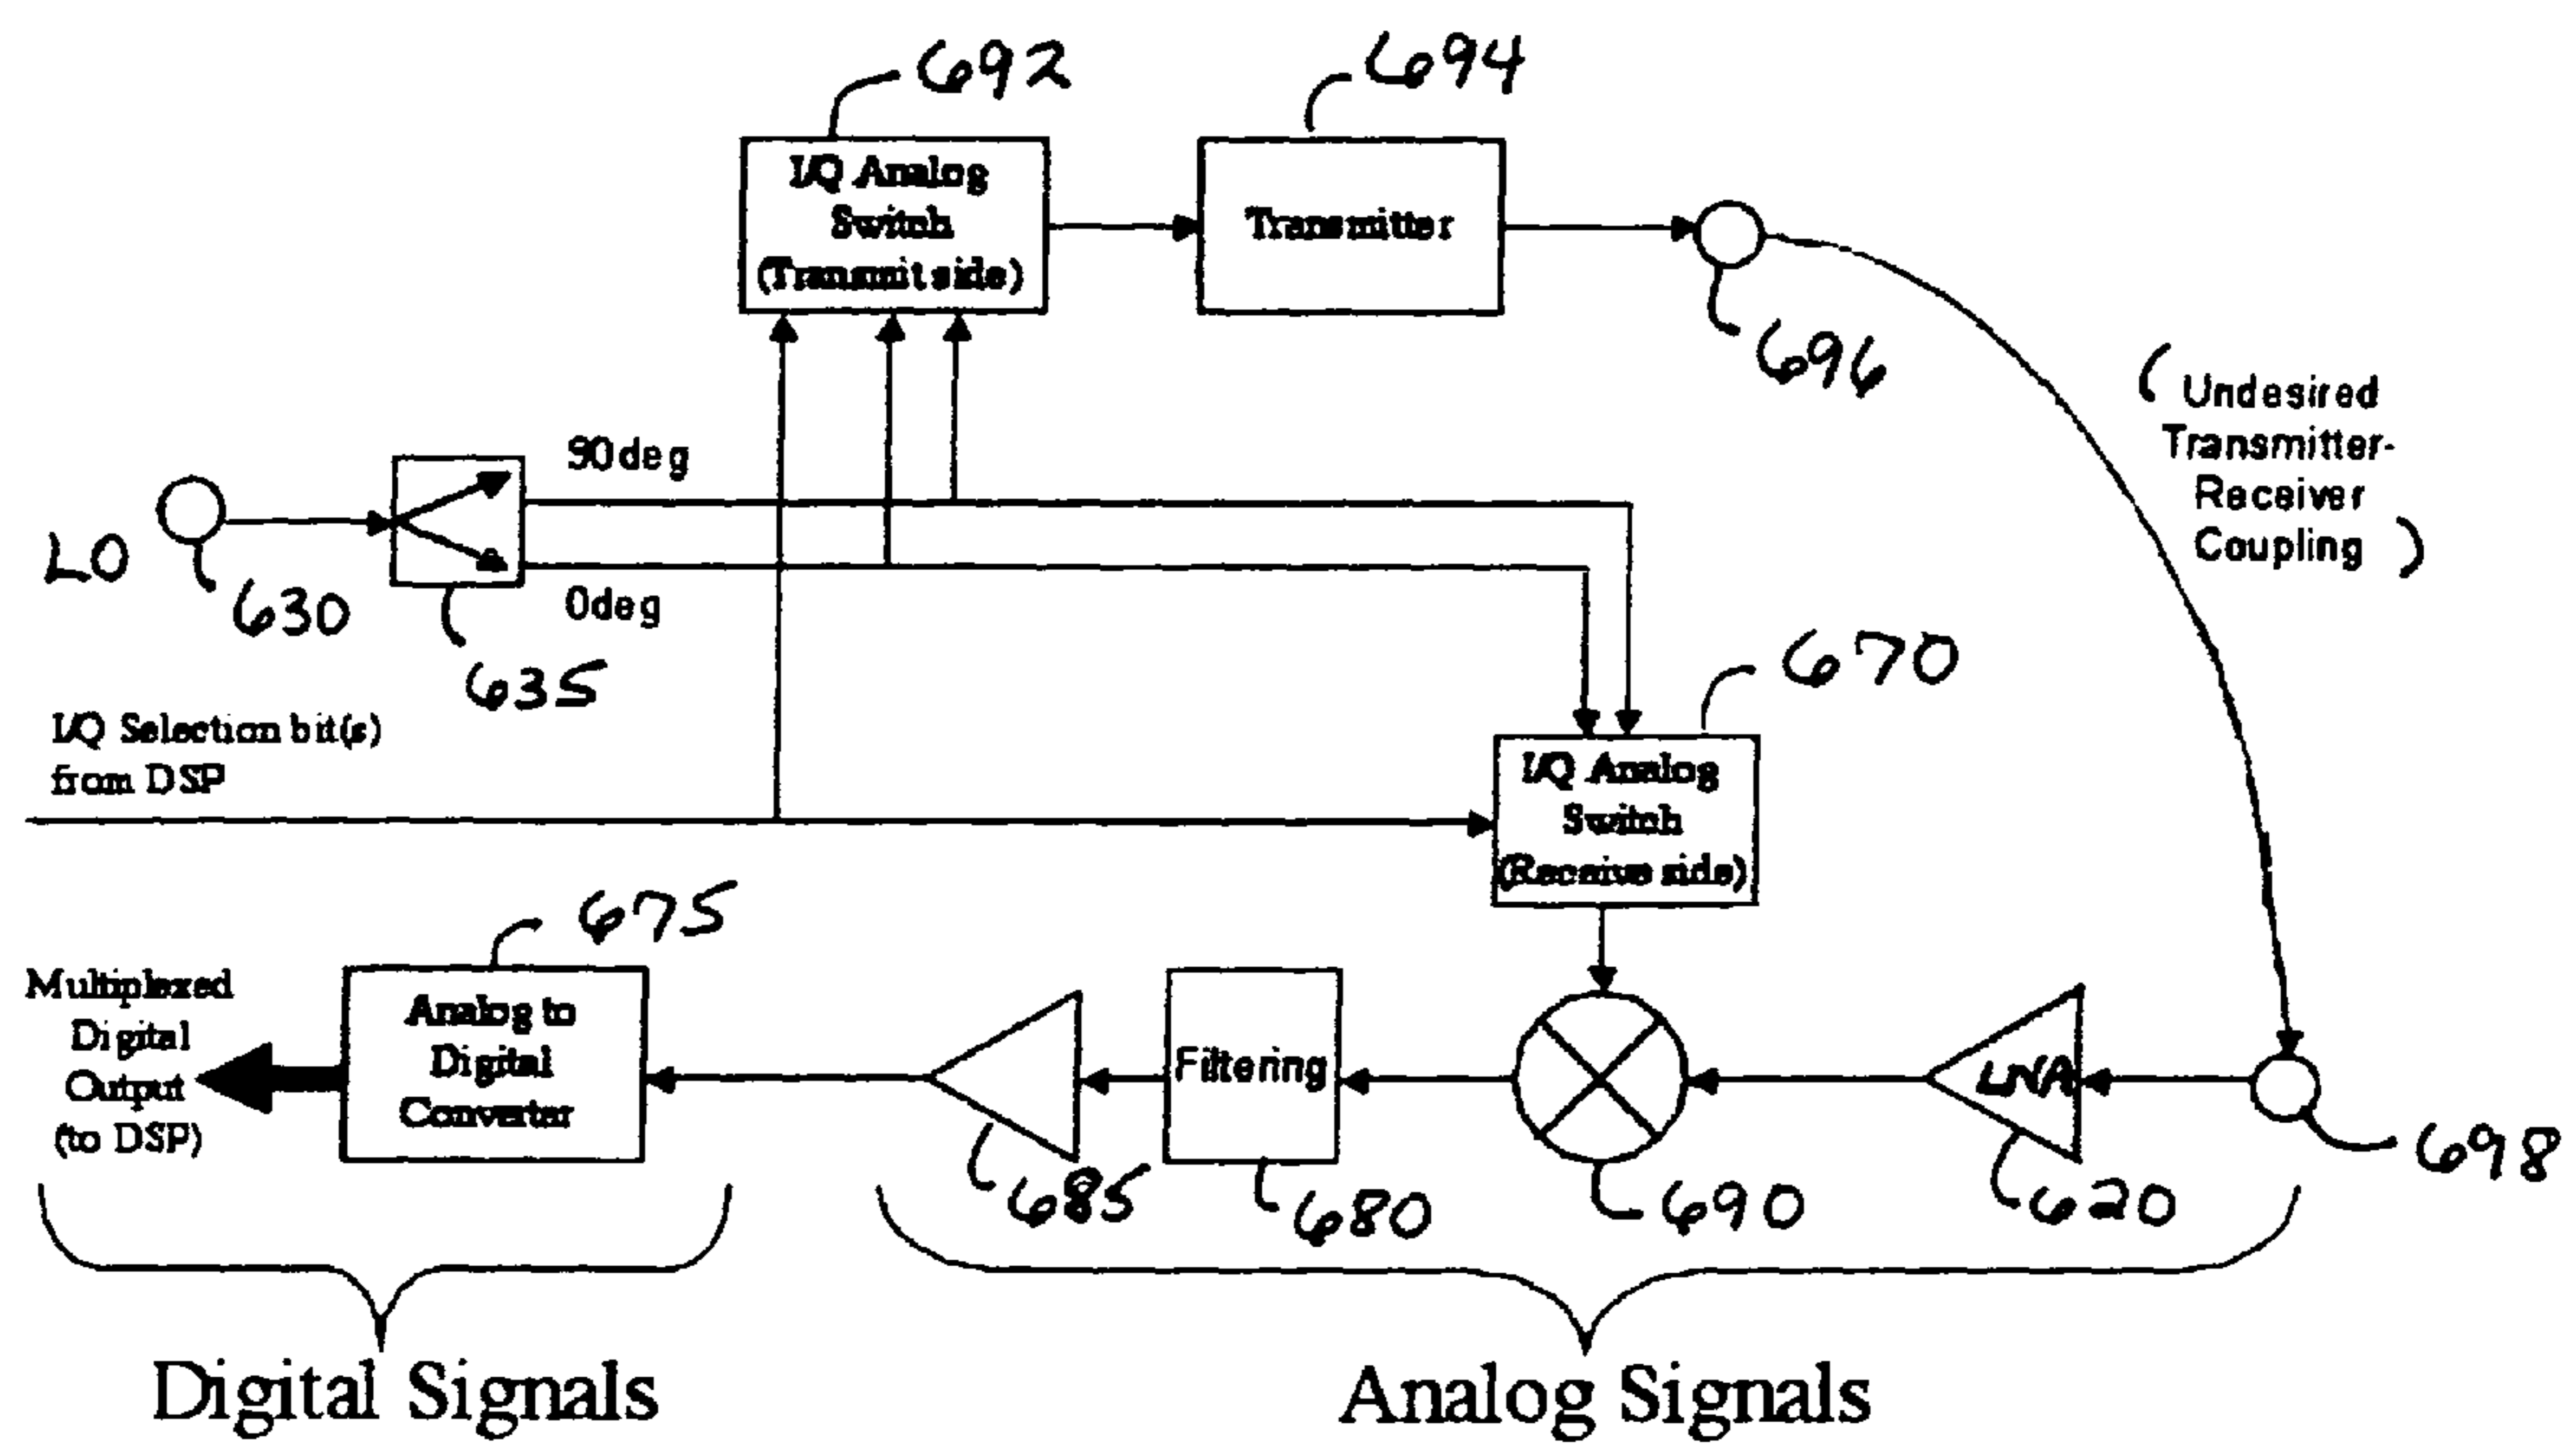 692
694
I/Q Analog
Switch
(Transmit side)
Transmitter
696
(Undesired
Transmitter-
Receiver
Coupling)
90deg
LO
630
0deg
635
670
I/Q Selection bit(s)
from DSP
I/Q Analog
Switch
(Receive side)
675
Multiplexed
Digital
Output
(to DSP)
Analog to
Digital
Converter
Filtering
LNA
698
685
680
690
620
Digital Signals
Analog Signals